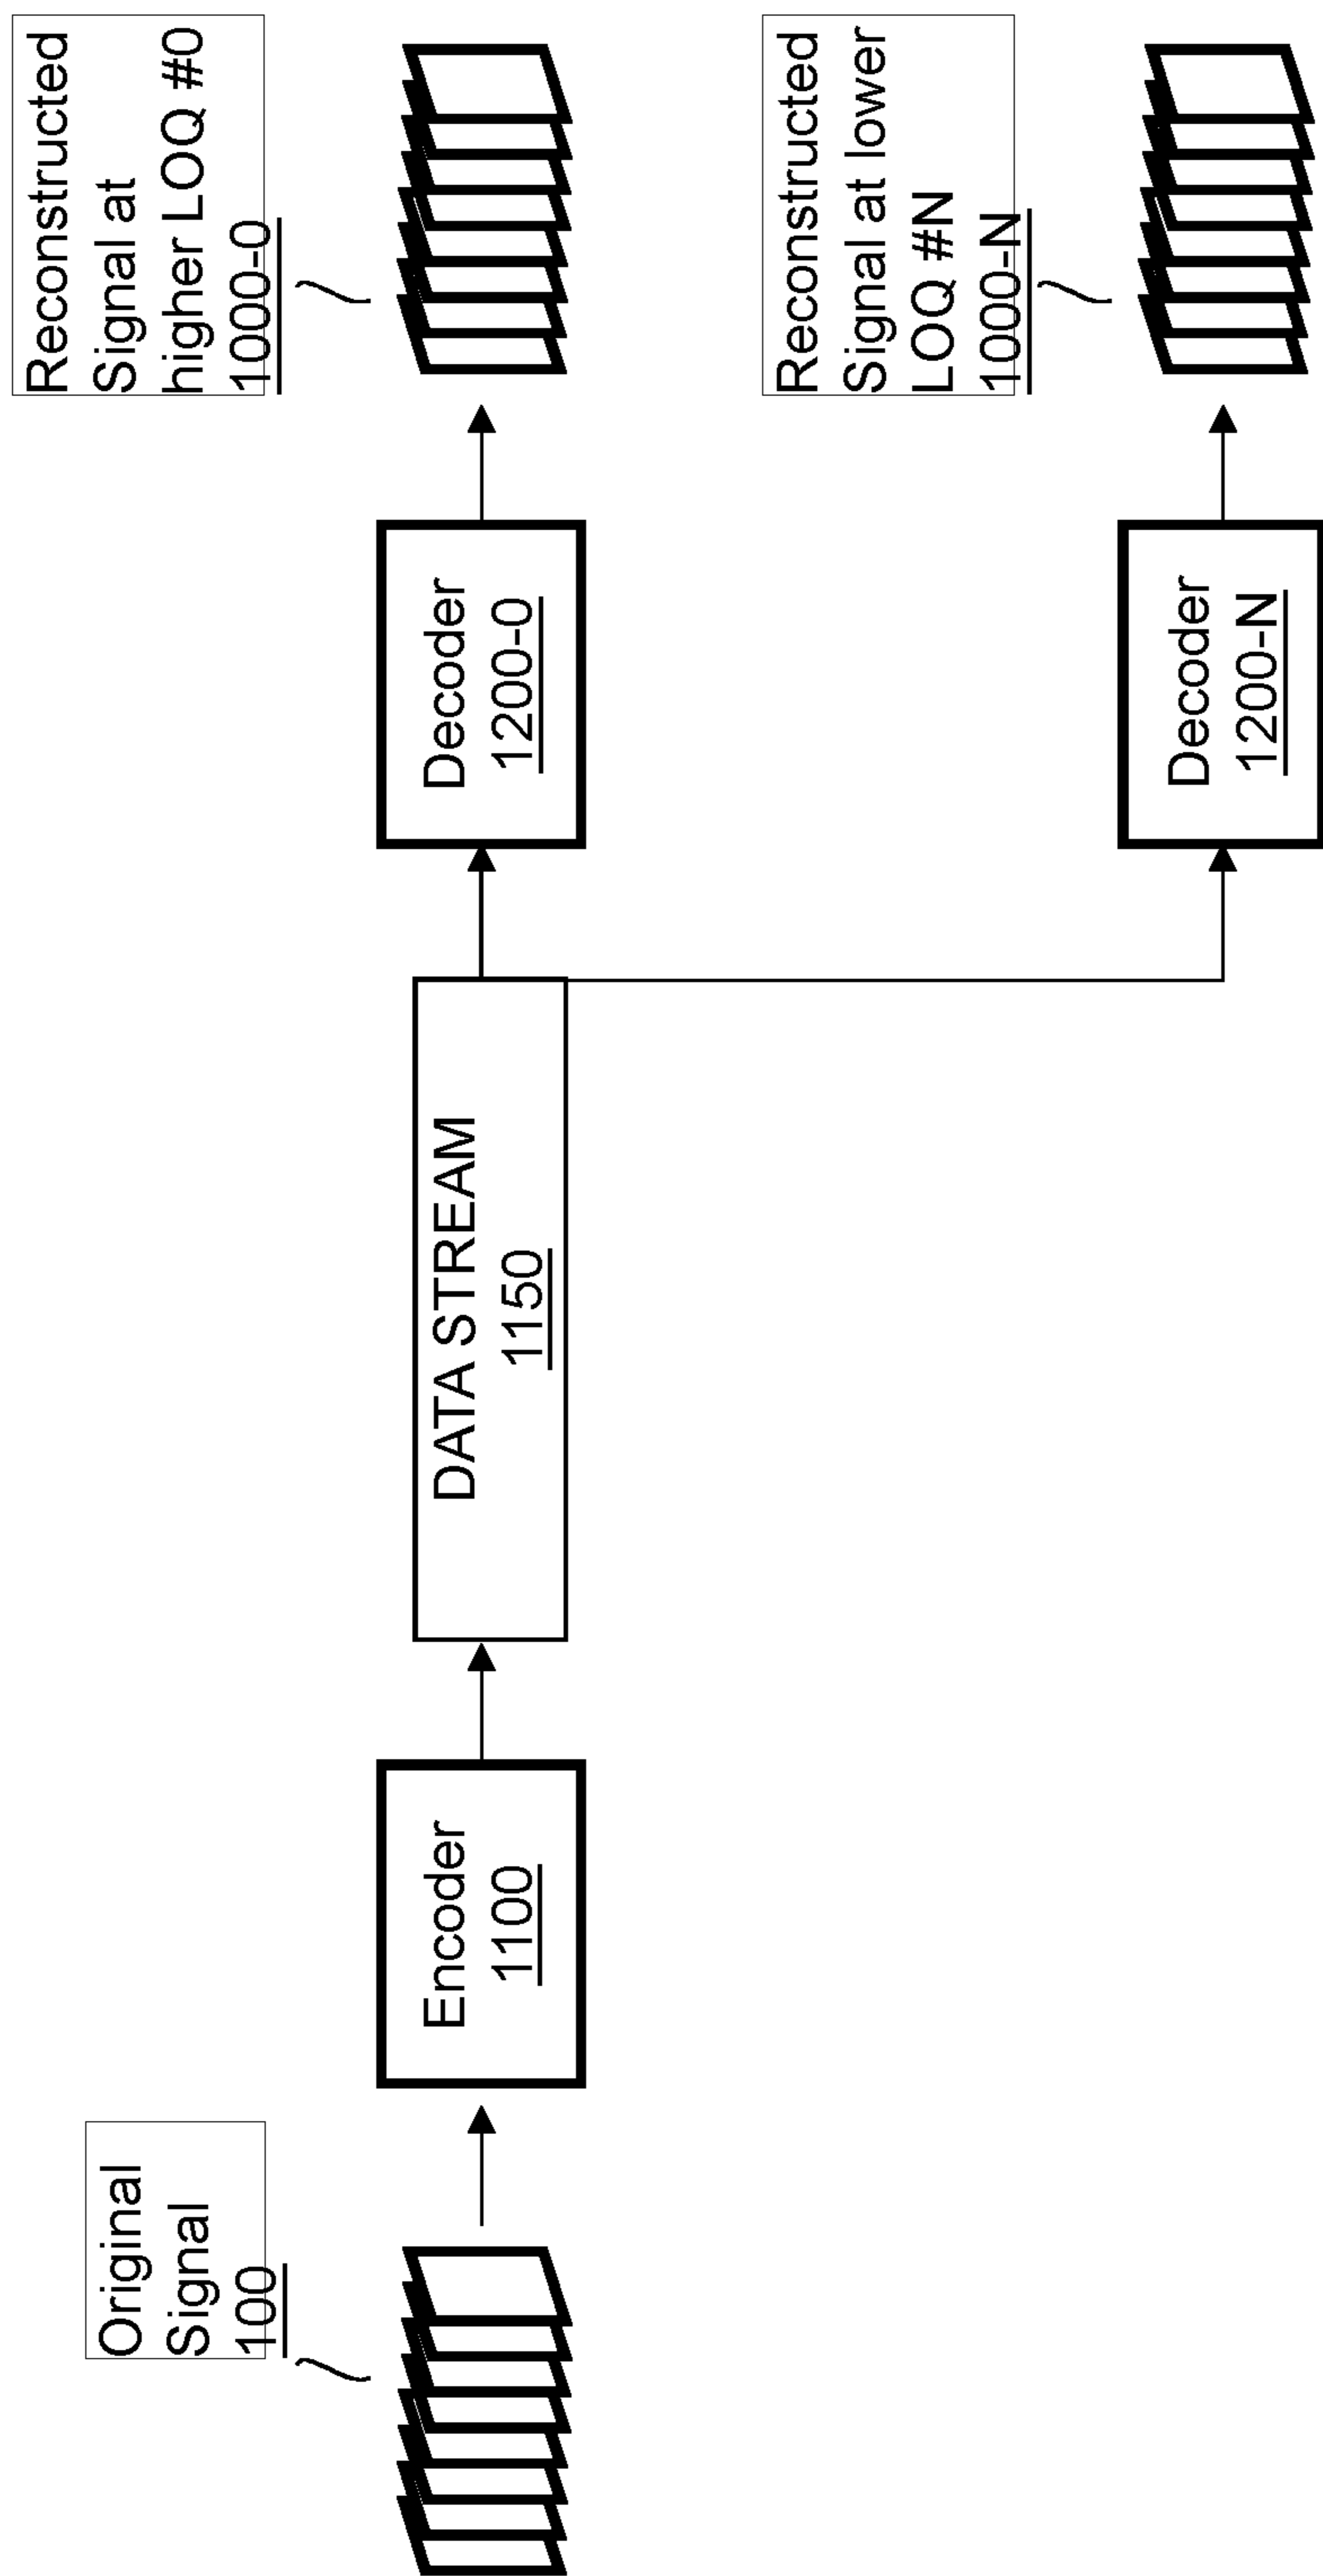 Original
Signal
100
Encoder
1100
DATA STREAM
1150
Decoder
1200-0
Reconstructed
Signal at
higher LOQ #0
1000-0
Decoder
1200-N
Reconstructed
Signal at lower
LOQ #N
1000-N